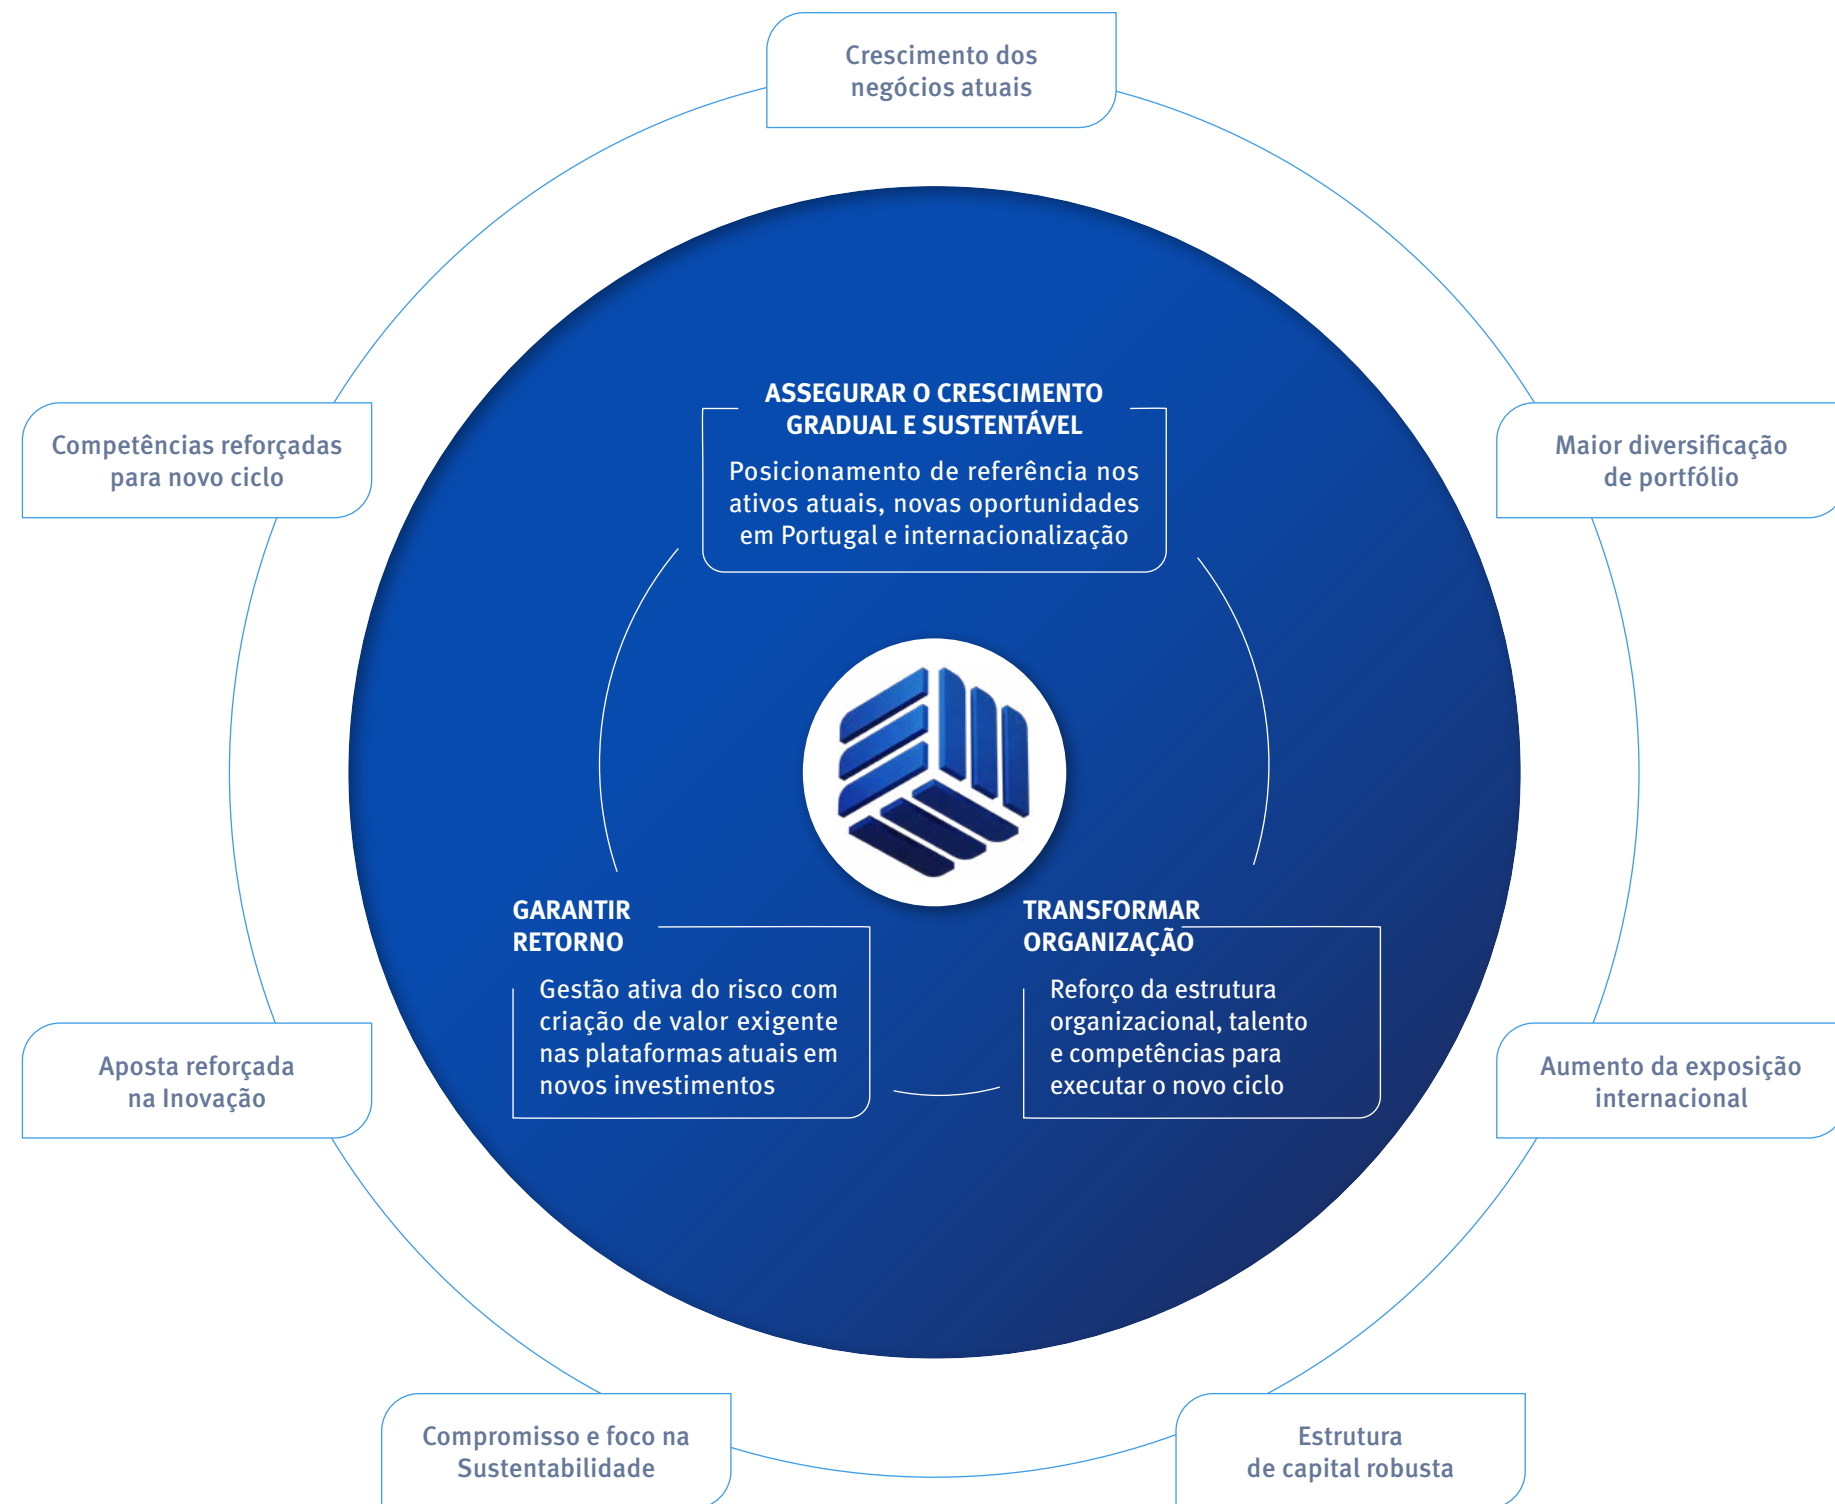 Crescimento dos
negócios atuais
Competências reforçadas
para novo ciclo
Maior diversificação
de portfólio
ASSEGURAR O CRESCIMENTO
GRADUAL E SUSTENTÁVEL
Posicionamento de referência nos
ativos atuais, novas oportunidades
em Portugal e internacionalização
GARANTIR
RETORNO
Gestão ativa do risco com
criação de valor exigente
nas plataformas atuais em
novos investimentos
TRANSFORMAR
ORGANIZAÇÃO
Reforço da estrutura
organizacional, talento
e competências para
executar o novo ciclo
Aposta reforçada
na Inovação
Aumento da exposição
internacional
Compromisso e foco na
Sustentabilidade
Estrutura
de capital robusta